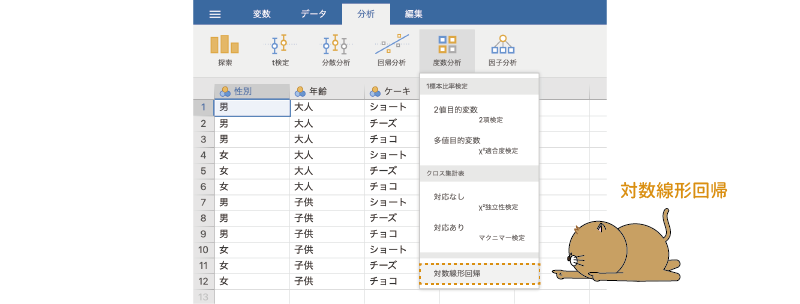 変数 データ 分析 編集
探索 t検定 分散分析 回帰分析 度数分析 因子分析
1標本比率検定
2値目的変数
2項検定
多値目的変数
χ²適合度検定
クロス集計表
対応なし
χ²独立性検定
対応あり
マクニマー検定
対数線形回帰
性別 年齢 ケーキ
1 男 大人 ショート
2 男 大人 チーズ
3 男 大人 チョコ
4 女 大人 ショート
5 女 大人 チーズ
6 女 大人 チョコ
7 男 子供 ショート
8 男 子供 チーズ
9 男 子供 チョコ
10 女 子供 ショート
11 女 子供 チーズ
12 女 子供 チョコ
13
対数線形回帰